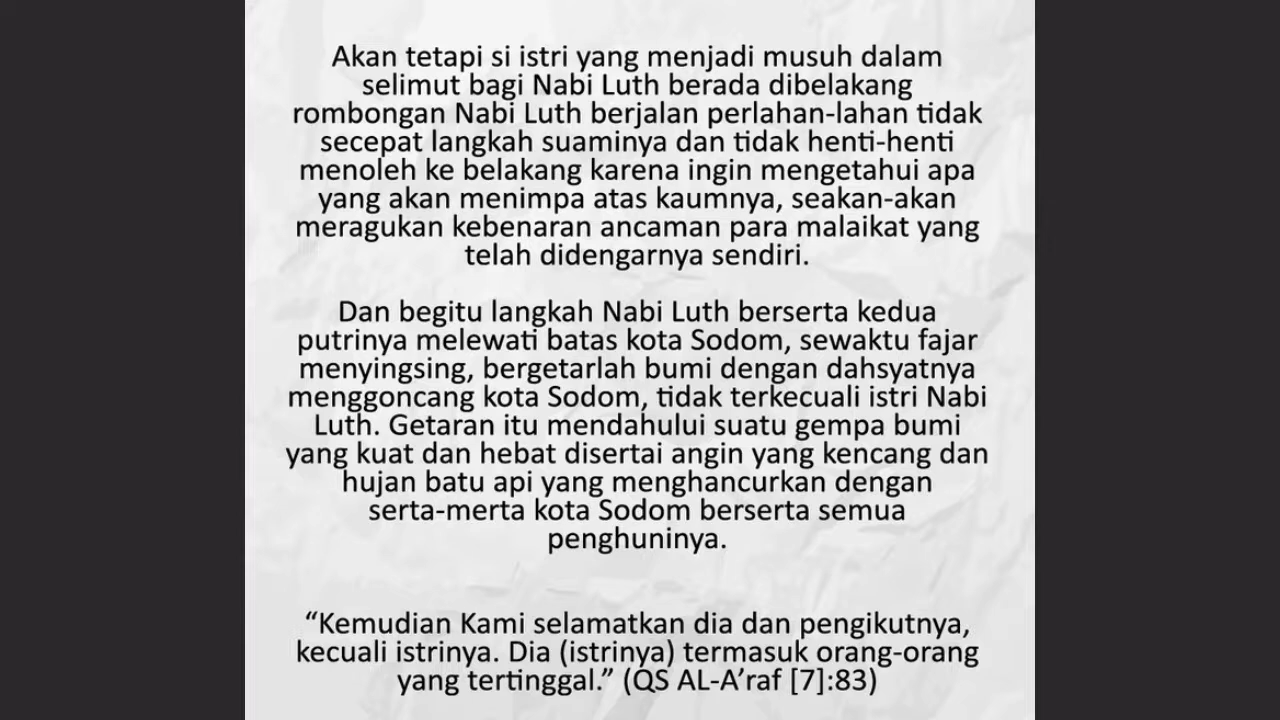 Akan tetapi si istri yang menjadi musuh dalam
selimut bagi Nabi Luth berada dibelakang
rombongan Nabi Luth berjalan perlahan-lahan tidak
secepat langkah suaminya dan tidak henti-henti
menoleh ke belakang karena ingin mengetahui apa
yang akan menimpa atas kaumnya, seakan-akan
meragukan kebenaran ancaman para malaikat yang
telah didengarnya sendiri.
Dan begitu langkah Nabi Luth berserta kedua
putrinya melewati batas kota Sodom, sewaktu fajar
menyingsing, bergetarlah bumi dengan dahsyatnya
menggoncang kota Sodom, tidak terkecuali istri Nabi
Luth. Getaran itu mendahului suatu gempa bumi
yang kuat dan hebat disertai angin yang kencang dan
hujan batu api yang menghancurkan dengan
serta-merta kota Sodom berserta semua
penghuninya.
“Kemudian Kami selamatkan dia dan pengikutnya,
kecuali istrinya. Dia (istrinya) termasuk orang-orang
yang tertinggal.” (QS AL-A’raf [7]:83)